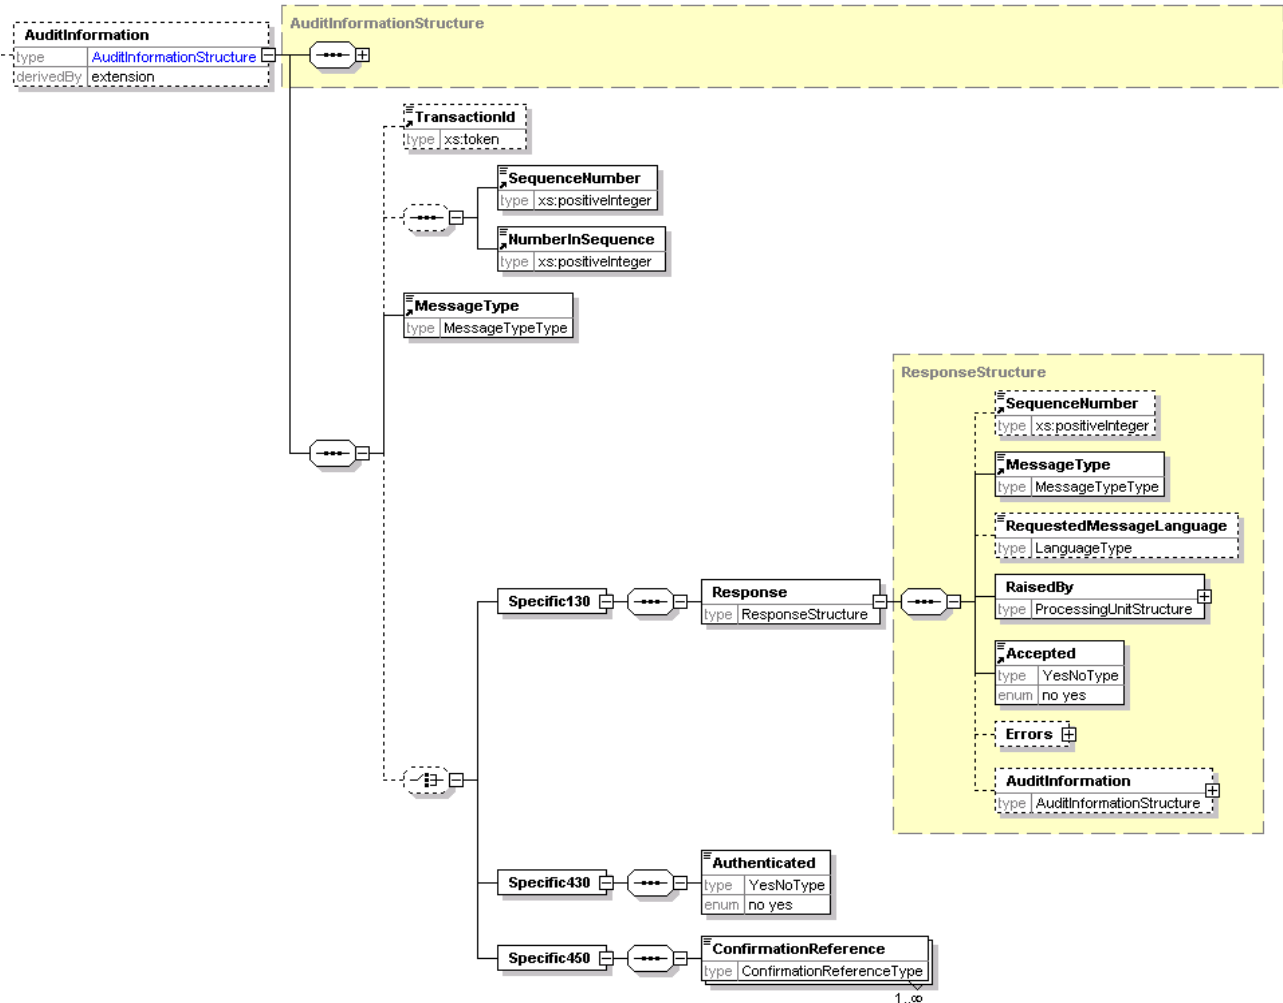 AuditInformationStructure
AuditInformation
type AuditInformationStructure
derivedBy extension
TransactionId
type xs:token
SequenceNumber
type xs:positiveInteger
NumberInSequence
type xs:positiveInteger
MessageType
type MessageTypeType
ResponseStructure
SequenceNumber
type xs:positiveInteger
MessageType
type MessageTypeType
RequestedMessageLanguage
type LanguageType
Specific130
Response
type ResponseStructure
RaisedBy
type ProcessingUnitStructure
Accepted
type YesNoType
enum no yes
Errors
AuditInformation
type AuditInformationStructure
Specific430
Authenticated
type YesNoType
enum no yes
Specific450
ConfirmationReference
type ConfirmationReferenceType
1..∞